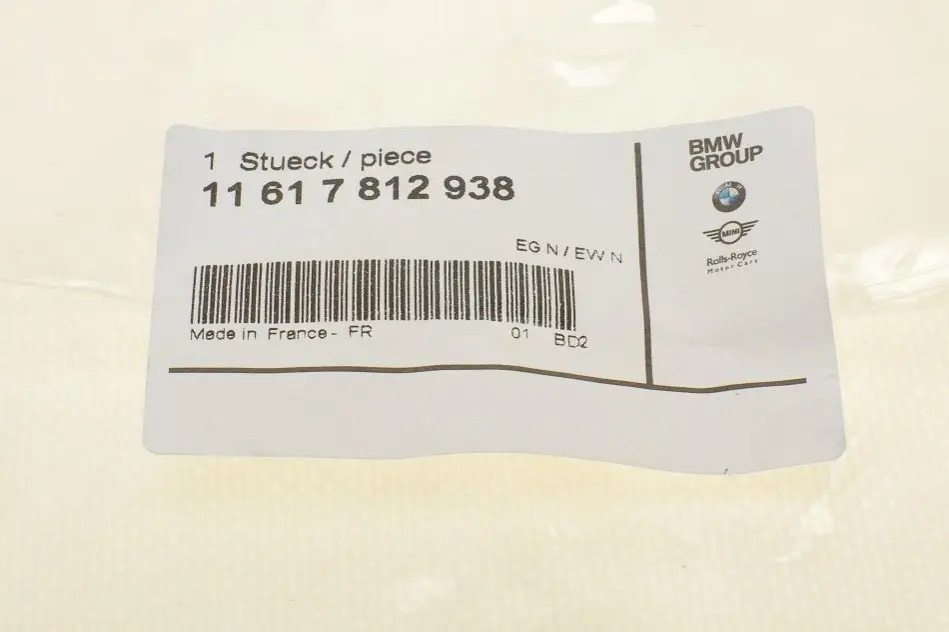 1 Stueck / piece
11 61 7 812 938
EG N / EW N
Made in France - FR 01 BD2
BMW
GROUP
MINI
Rolls-Royce
Motor Cars